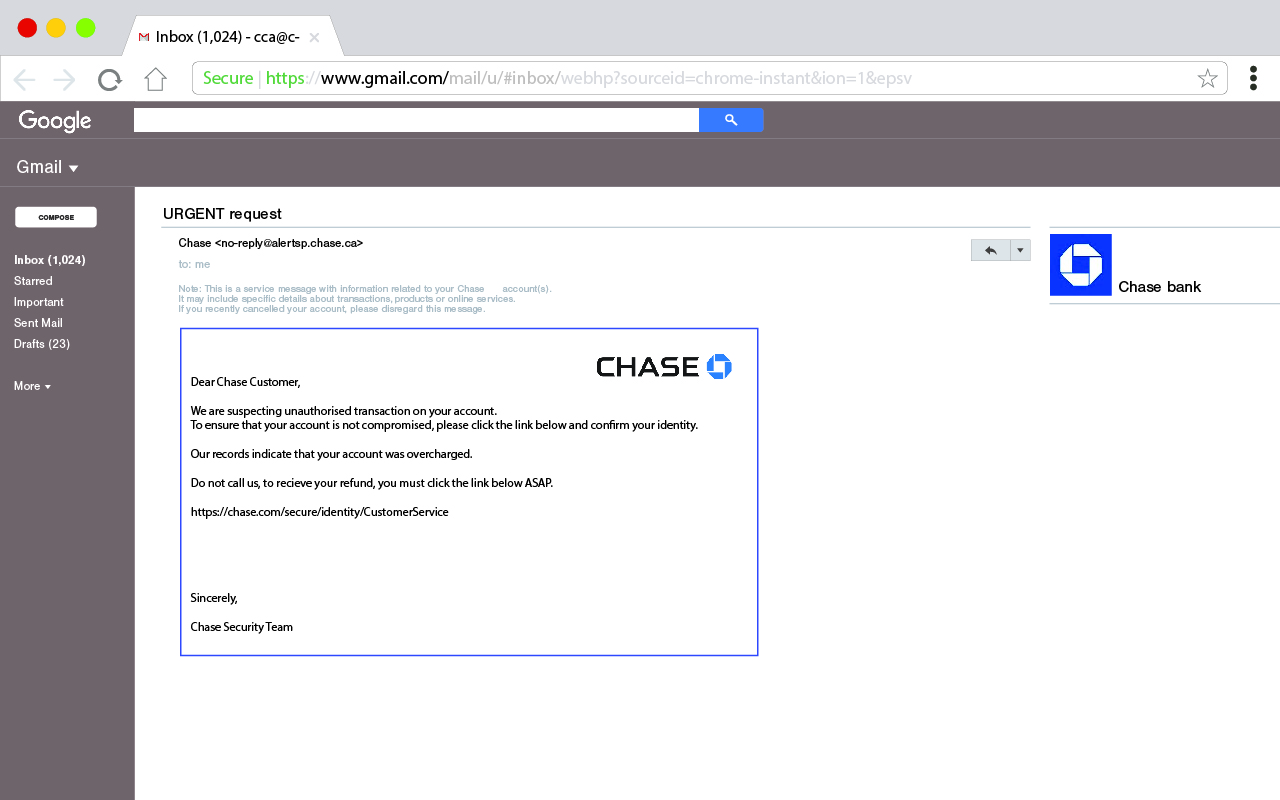 Inbox (1,024) - cca@c-
Secure | https://www.gmail.com/mail/u/#inbox/webhp?sourceid=chrome-instant&ion=1&epsv
Google
Gmail
COMPOSE
Inbox (1,024)
Starred
Important
Sent Mail
Drafts (23)
More
URGENT request
Chase <no-reply@alertsp.chase.ca>
to: me
Note: This is a service message with information related to your Chase account(s).
It may include specific details about transactions, products or online services.
If you recently cancelled your account, please disregard this message.
CHASE
Dear Chase Customer,
We are suspecting unauthorised transaction on your account.
To ensure that your account is not compromised, please click the link below and confirm your identity.
Our records indicate that your account was overcharged.
Do not call us, to recieve your refund, you must click the link below ASAP.
https://chase.com/secure/identity/CustomerService
Sincerely,
Chase Security Team
Chase bank